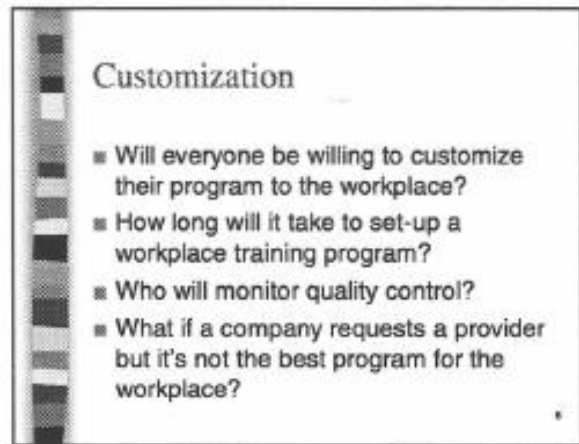 Customization
Will everyone be willing to customize
their program to the workplace?
How long will it take to set-up a
workplace training program?
Who will monitor quality control?
What if a company requests a provider
but it's not the best program for the
workplace?